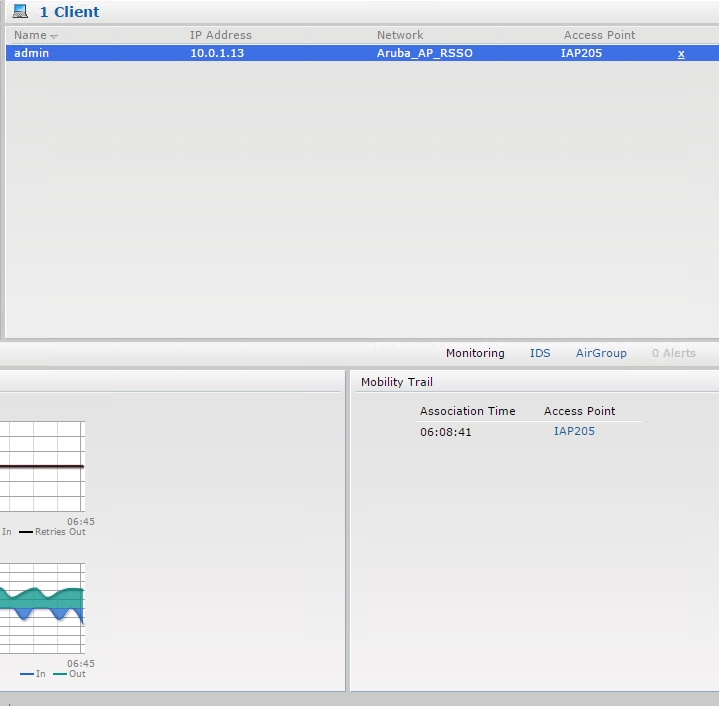 1 Client
Name IP Address Network Access Point
admin 10.0.1.13 Aruba_AP_RSSO IAP205 x
Monitoring IDS AirGroup 0 Alerts
Mobility Trail
Association Time Access Point
06:08:41 IAP205
06:45
In Retries Out
06:45
In Out